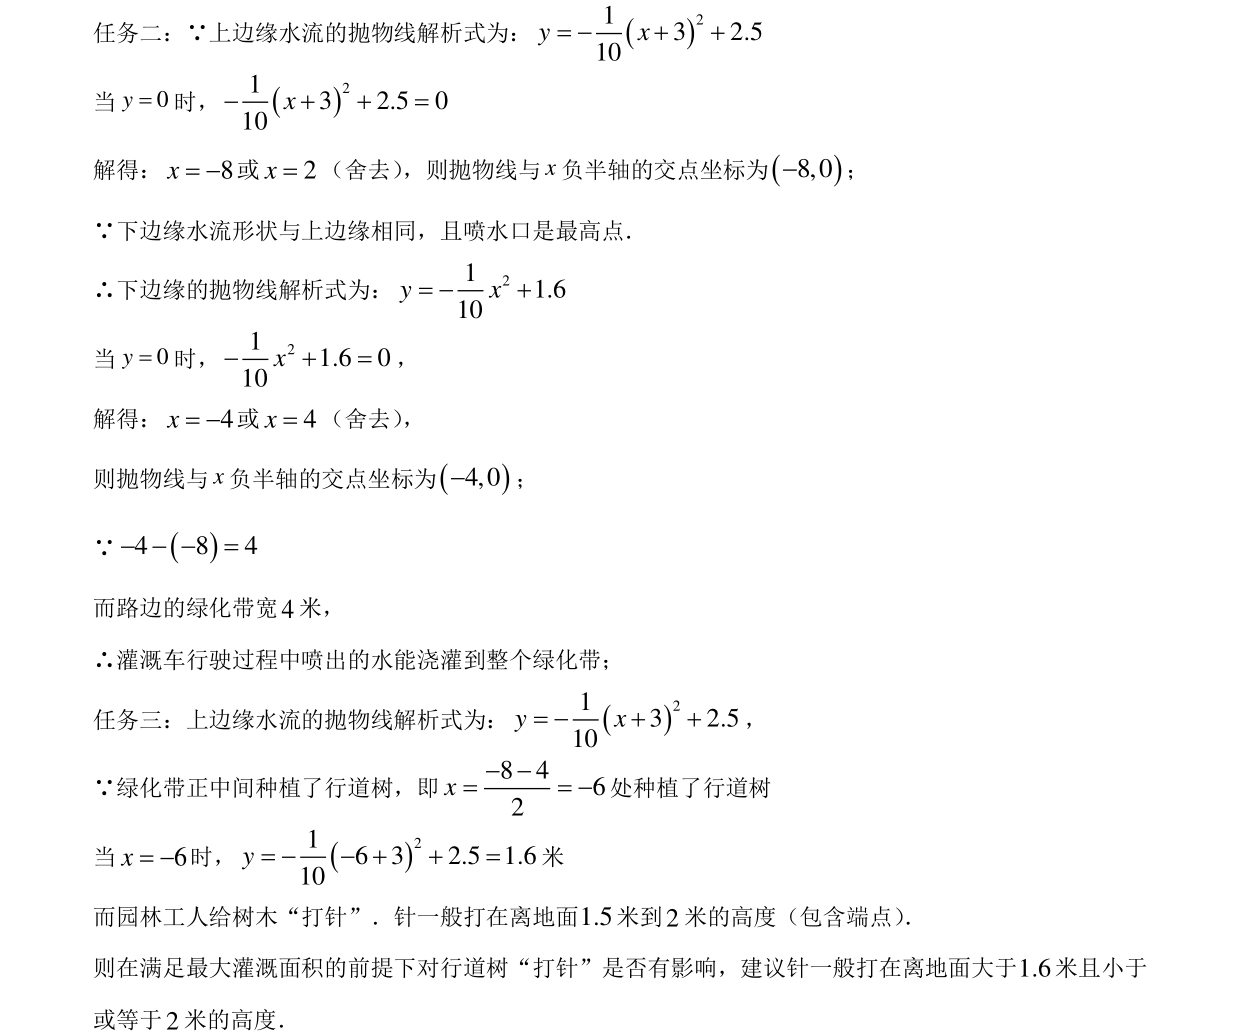 任务二：∵上边缘水流的抛物线解析式为： y = −1/10(x+3)² + 2.5
当 y = 0 时， −1/10(x+3)² + 2.5 = 0
解得： x = −8 或 x = 2 （舍去），则抛物线与 x 负半轴的交点坐标为(−8,0)；
∵下边缘水流形状与上边缘相同，且喷水口是最高点．
∴下边缘的抛物线解析式为： y = −1/10 x² + 1.6
当 y = 0 时， −1/10 x² + 1.6 = 0 ，
解得： x = −4 或 x = 4 （舍去），
则抛物线与 x 负半轴的交点坐标为(−4,0)；
∵ −4 − (−8) = 4
而路边的绿化带宽 4 米，
∴灌溉车行驶过程中喷出的水能浇灌到整个绿化带；
任务三：上边缘水流的抛物线解析式为： y = −1/10(x+3)² + 2.5 ，
∵绿化带正中间种植了行道树，即 x = (−8−4)/2 = −6 处种植了行道树
当 x = −6 时， y = −1/10(−6+3)² + 2.5 = 1.6 米
而园林工人给树木“打针”．针一般打在离地面1.5 米到 2 米的高度（包含端点）．
则在满足最大灌溉面积的前提下对行道树“打针”是否有影响，建议针一般打在离地面大于1.6 米且小于
或等于 2 米的高度．